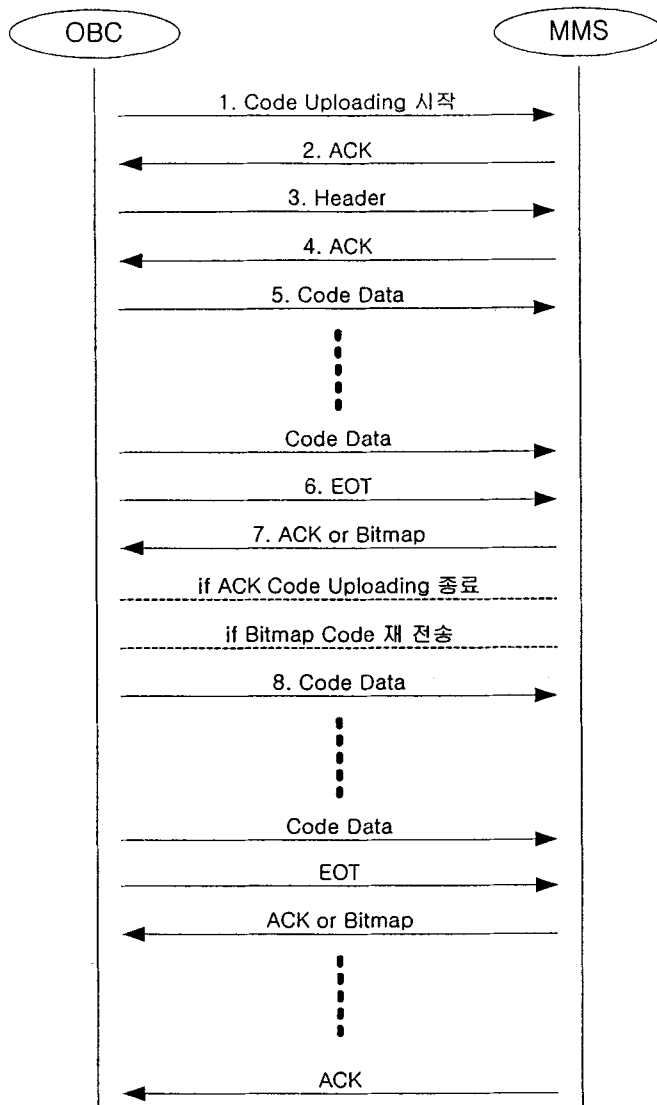 OBC
MMS
1. Code Uploading 시작
2. ACK
3. Header
4. ACK
5. Code Data
Code Data
6. EOT
7. ACK or Bitmap
if ACK Code Uploading 종료
if Bitmap Code 재 전송
8. Code Data
Code Data
EOT
ACK or Bitmap
ACK